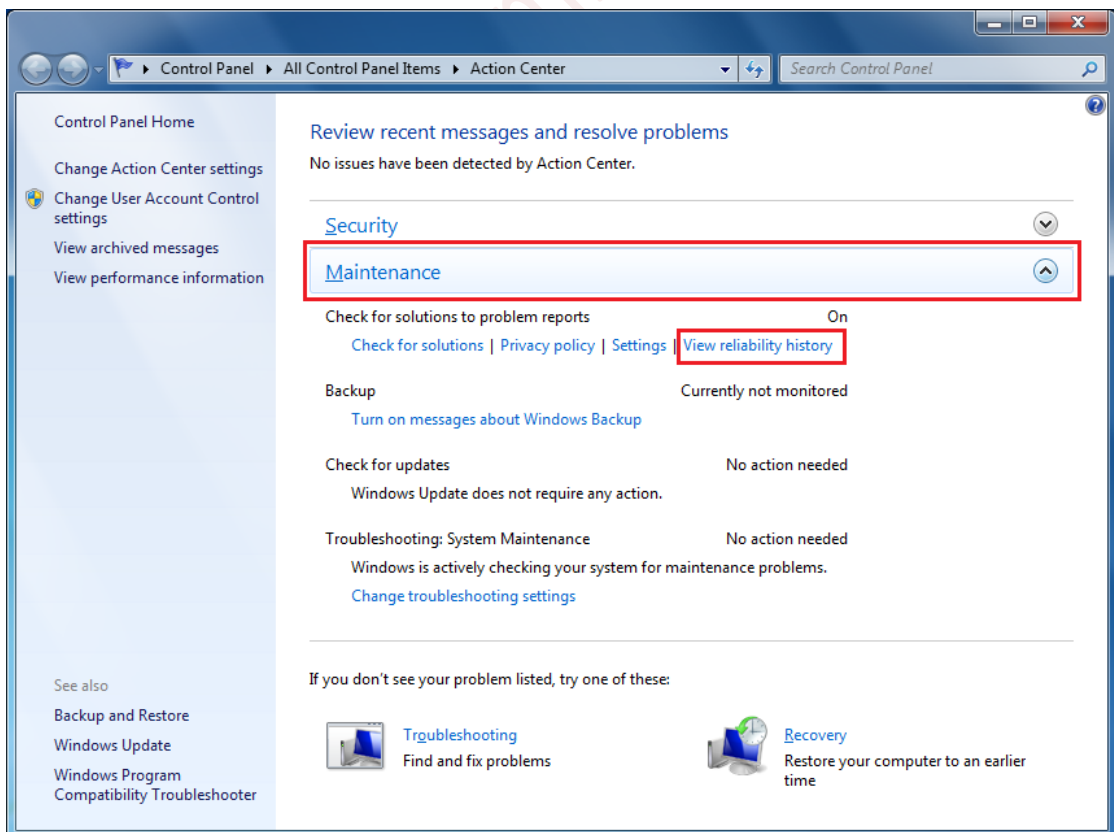 Control Panel ▸ All Control Panel Items ▸ Action Center
Search Control Panel
Control Panel Home
Change Action Center settings
Change User Account Control
settings
View archived messages
View performance information
See also
Backup and Restore
Windows Update
Windows Program
Compatibility Troubleshooter
Review recent messages and resolve problems
No issues have been detected by Action Center.
Security
Maintenance
Check for solutions to problem reports On
Check for solutions | Privacy policy | Settings | View reliability history
Backup Currently not monitored
Turn on messages about Windows Backup
Check for updates No action needed
Windows Update does not require any action.
Troubleshooting: System Maintenance No action needed
Windows is actively checking your system for maintenance problems.
Change troubleshooting settings
If you don't see your problem listed, try one of these:
Troubleshooting
Find and fix problems
Recovery
Restore your computer to an earlier
time